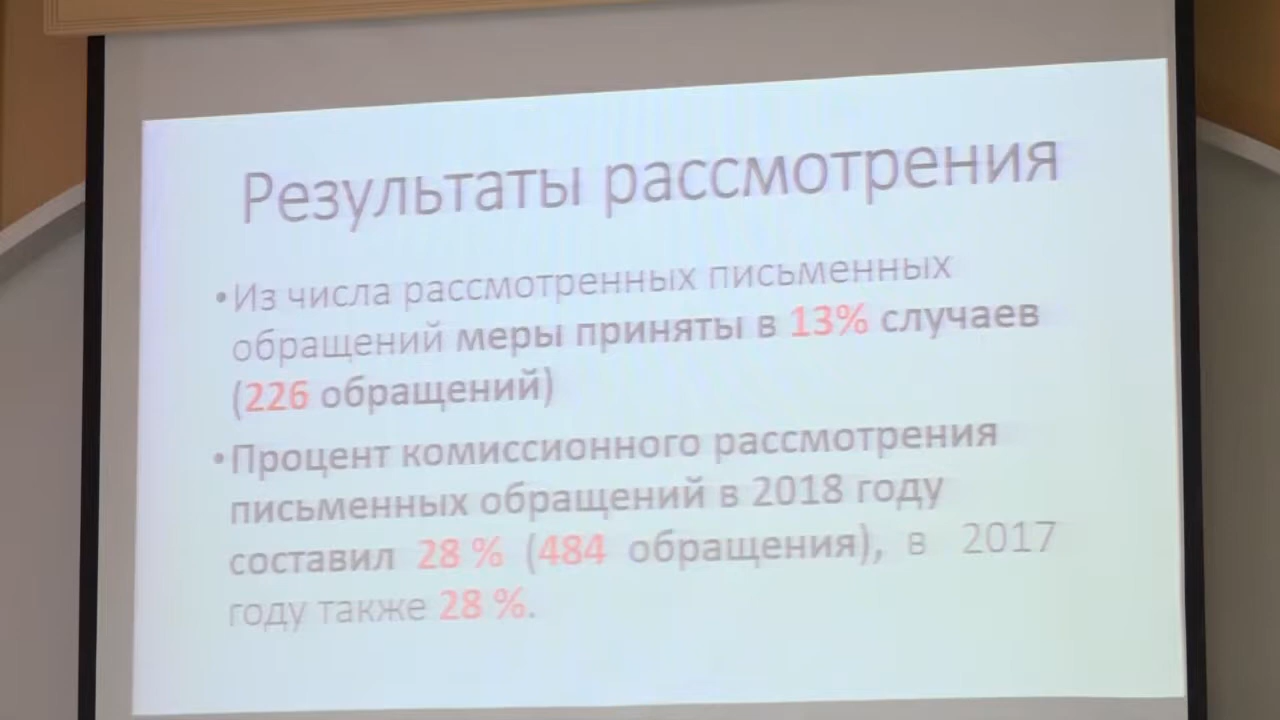 Результаты рассмотрения
•Из числа рассмотренных письменных
обращений меры приняты в 13% случаев
(226 обращений)
•Процент комиссионного рассмотрения
письменных обращений в 2018 году
составил 28 % (484 обращения), в 2017
году также 28 %.